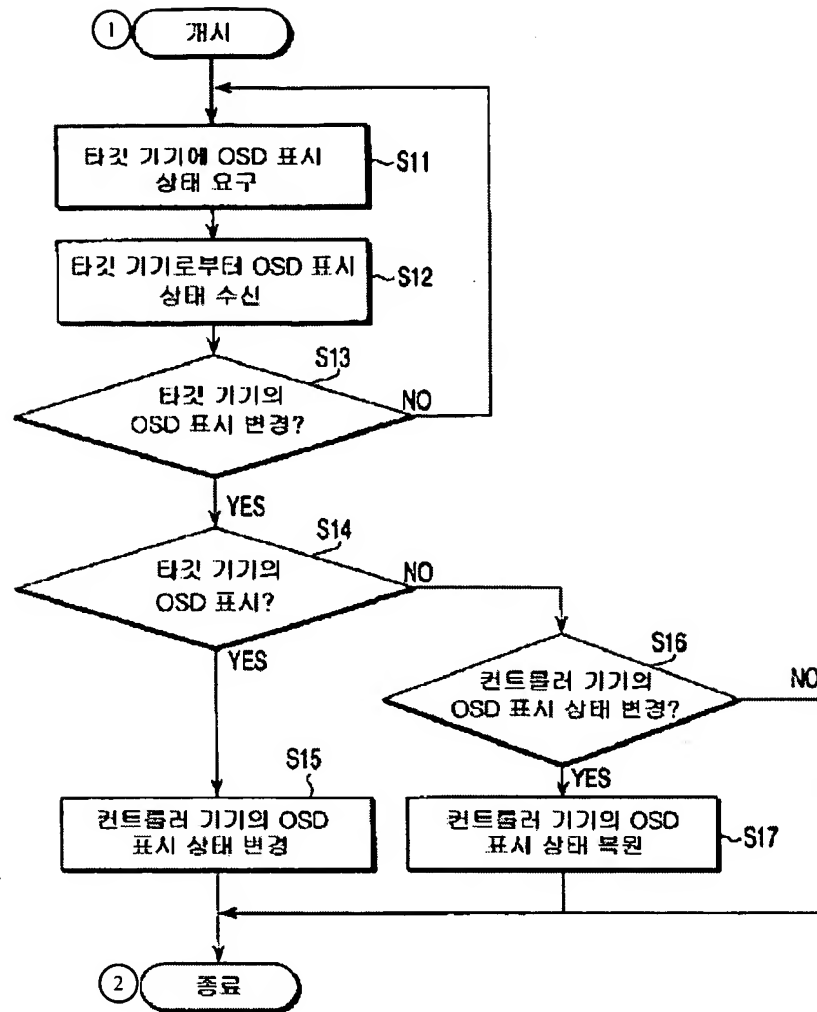 1
개시
타깃 기기에 OSD 표시
상태 요구
S11
타깃 기기로부터 OSD 표시
상태 수신
S12
S13
타깃 기기의
OSD 표시 변경?
NO
YES
S14
타깃 기기의
OSD 표시?
NO
YES
S16
컨트롤러 기기의
OSD 표시 상태 변경?
NO
YES
S15
컨트롤러 기기의 OSD
표시 상태 변경
컨트롤러 기기의 OSD
표시 상태 복원
S17
2
종료